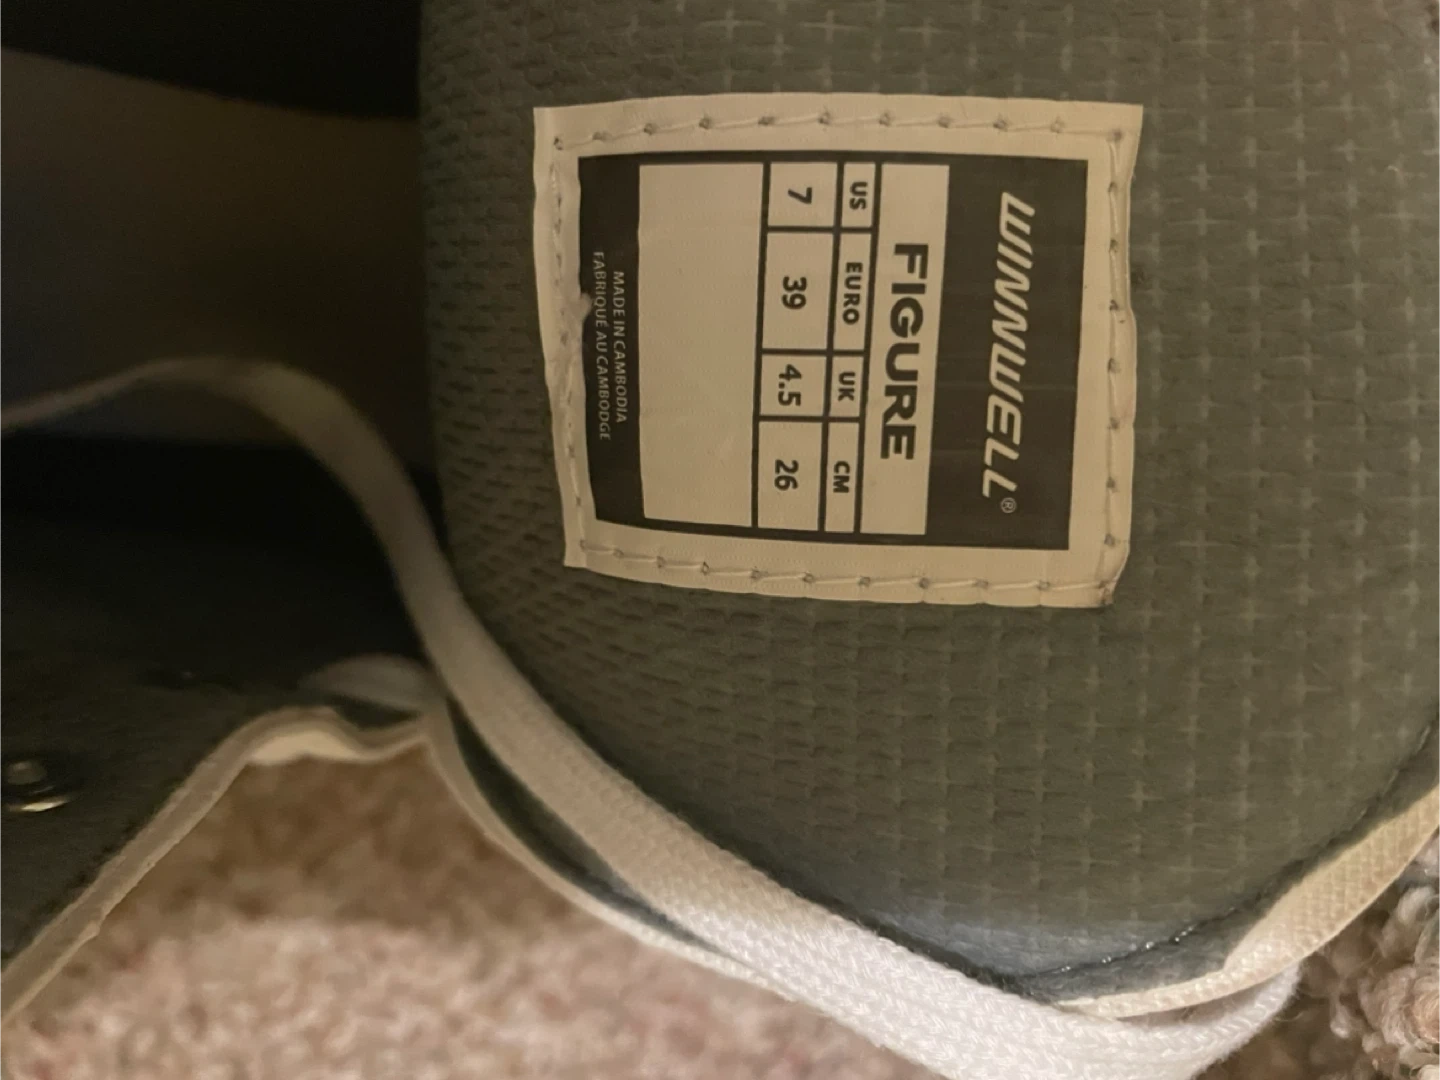 WINNWELL®
FIGURE
US EURO UK CM
7 39 4.5 26
MADE IN CAMBODIA
FABRIQUÉ AU CAMBODGE